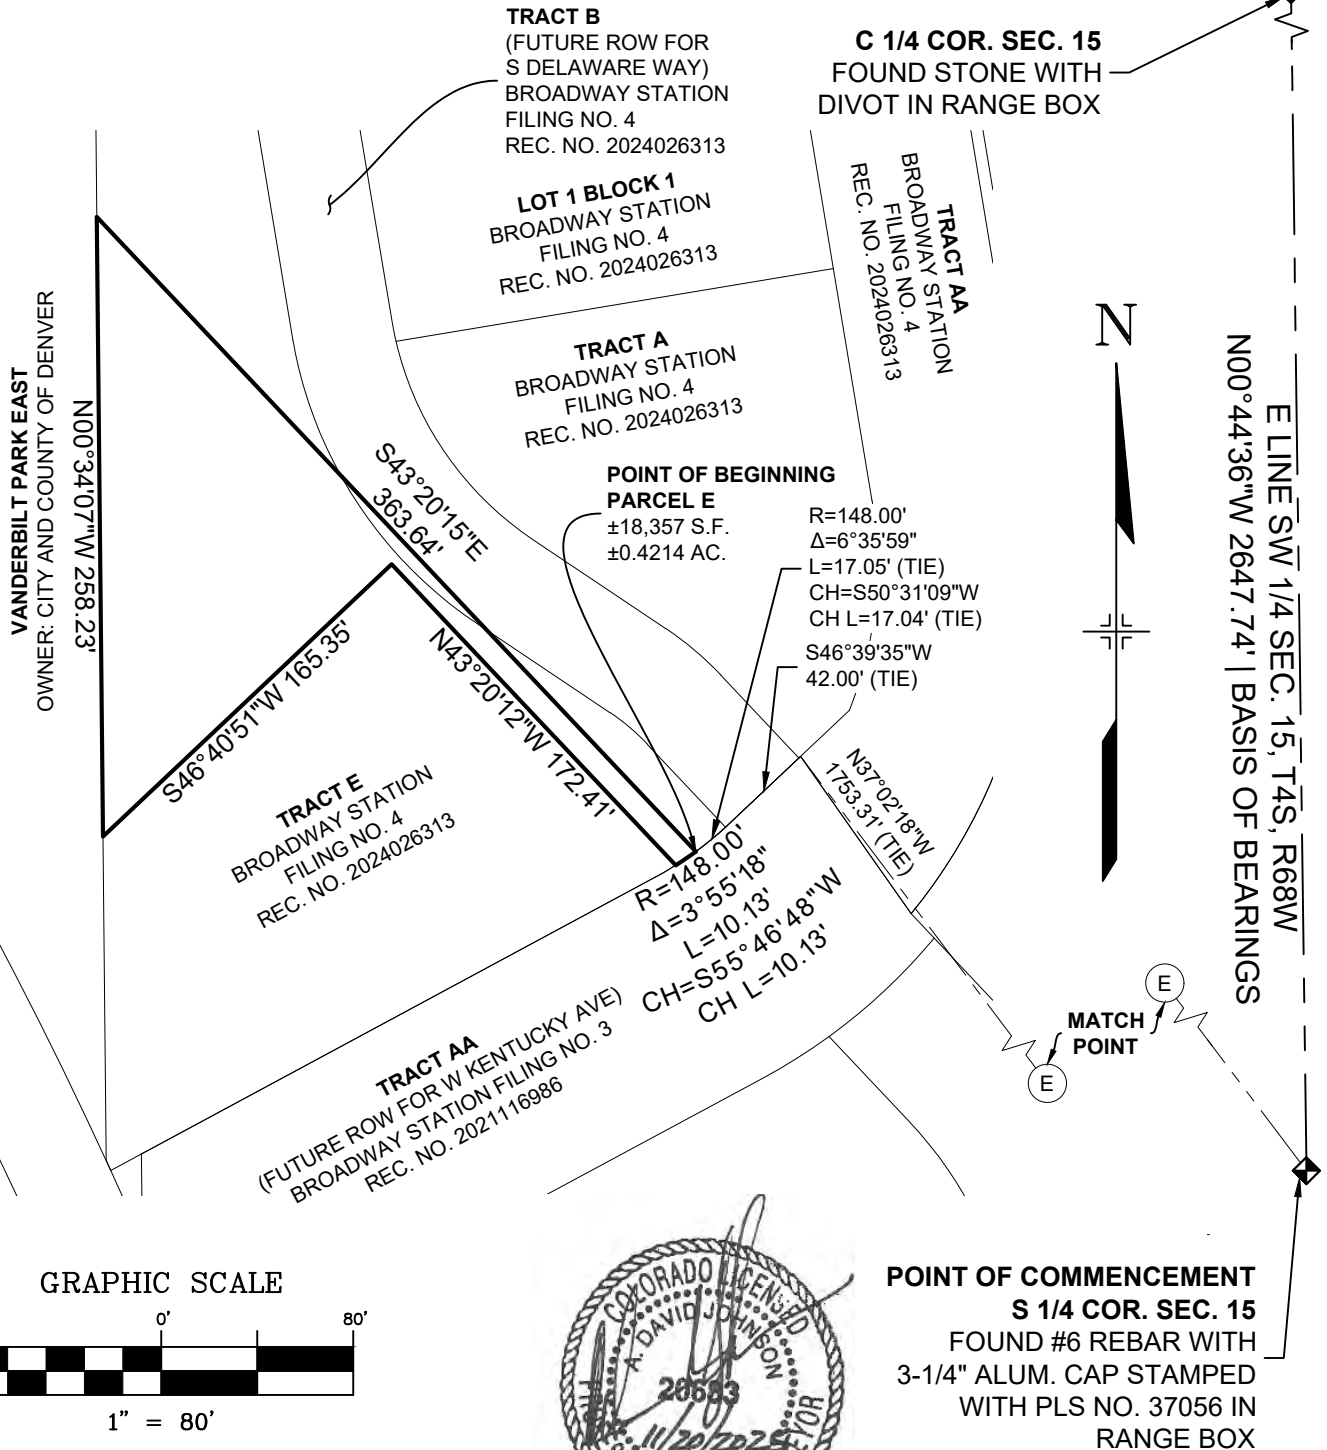 TRACT B
(FUTURE ROW FOR
S DELAWARE WAY)
BROADWAY STATION
FILING NO. 4
REC. NO. 2024026313
C 1/4 COR. SEC. 15
FOUND STONE WITH
DIVOT IN RANGE BOX
LOT 1 BLOCK 1
BROADWAY STATION
FILING NO. 4
REC. NO. 2024026313
TRACT AA
BROADWAY STATION
FILING NO. 4
REC. NO. 2024026313
TRACT A
BROADWAY STATION
FILING NO. 4
REC. NO. 2024026313
N
VANDERBILT PARK EAST
OWNER: CITY AND COUNTY OF DENVER
N00°34'07"W 258.23'
S43°20'15"E
363.64'
POINT OF BEGINNING
PARCEL E
±18,357 S.F.
±0.4214 AC.
R=148.00'
Δ=6°35'59"
L=17.05' (TIE)
CH=S50°31'09"W
CH L=17.04' (TIE)
S46°39'35"W
42.00' (TIE)
E LINE SW 1/4 SEC. 15, T4S, R68W
N00°44'36"W 2647.74' | BASIS OF BEARINGS
S46°40'51"W 165.35'
N43°20'12"W 172.41'
TRACT E
BROADWAY STATION
FILING NO. 4
REC. NO. 2024026313
N37°02'18"W
1753.31' (TIE)
R=148.00'
Δ=3°55'18"
L=10.13'
CH=S55°46'48"W
CH L=10.13'
TRACT AA
(FUTURE ROW FOR W KENTUCKY AVE)
BROADWAY STATION FILING NO. 3
REC. NO. 2021116986
E
MATCH
POINT
E
GRAPHIC SCALE
0' 80'
1" = 80'
COLORADO LICENSED
A. DAVID JOHNSON
28683
POINT OF COMMENCEMENT
S 1/4 COR. SEC. 15
FOUND #6 REBAR WITH
3-1/4" ALUM. CAP STAMPED
WITH PLS NO. 37056 IN
RANGE BOX